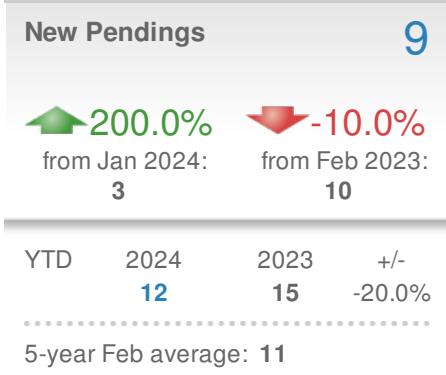 New Pendings 9
200.0% -10.0%
from Jan 2024: from Feb 2023:
3 10
YTD 2024 2023 +/-
12 15 -20.0%
5-year Feb average: 11